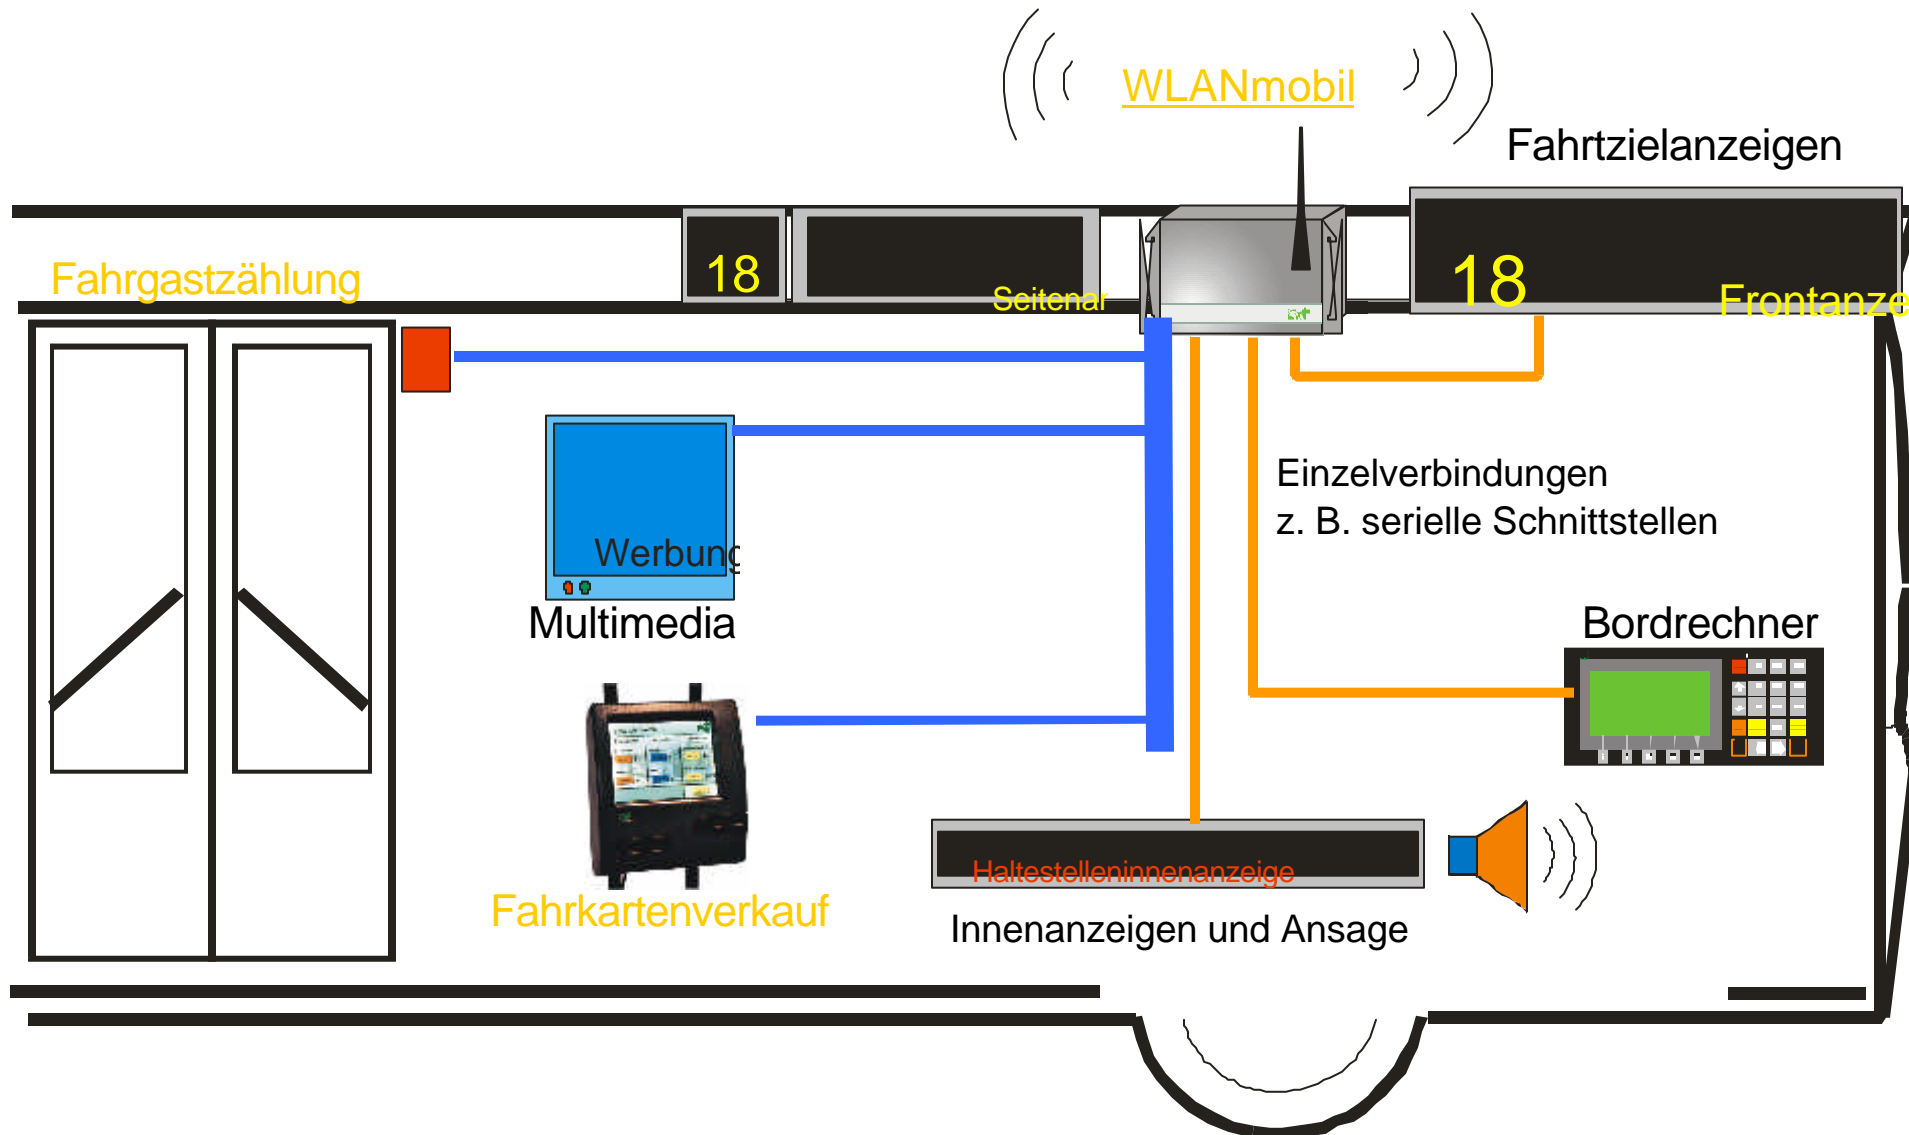 WLANmobil
Fahrtzielanzeigen
Fahrgastzählung
18
Seitenar
18
Frontanze
Einzelverbindungen
z. B. serielle Schnittstellen
Werbung
Multimedia
Bordrechner
Haltestelleninnenanzeige
Fahrkartenverkauf
Innenanzeigen und Ansage